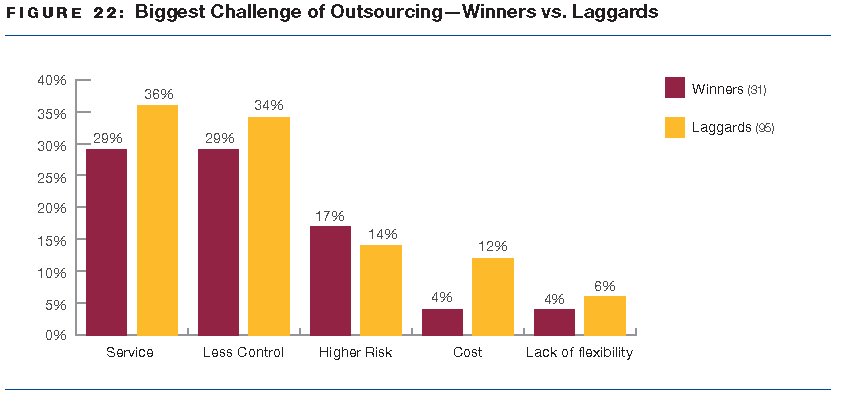 FIGURE 22: Biggest Challenge of Outsourcing—Winners vs. Laggards
40%
35%
30%
25%
20%
15%
10%
5%
0%
29%
36%
29%
34%
17%
14%
4%
12%
4%
6%
Service
Less Control
Higher Risk
Cost
Lack of flexibility
Winners (31)
Laggards (95)